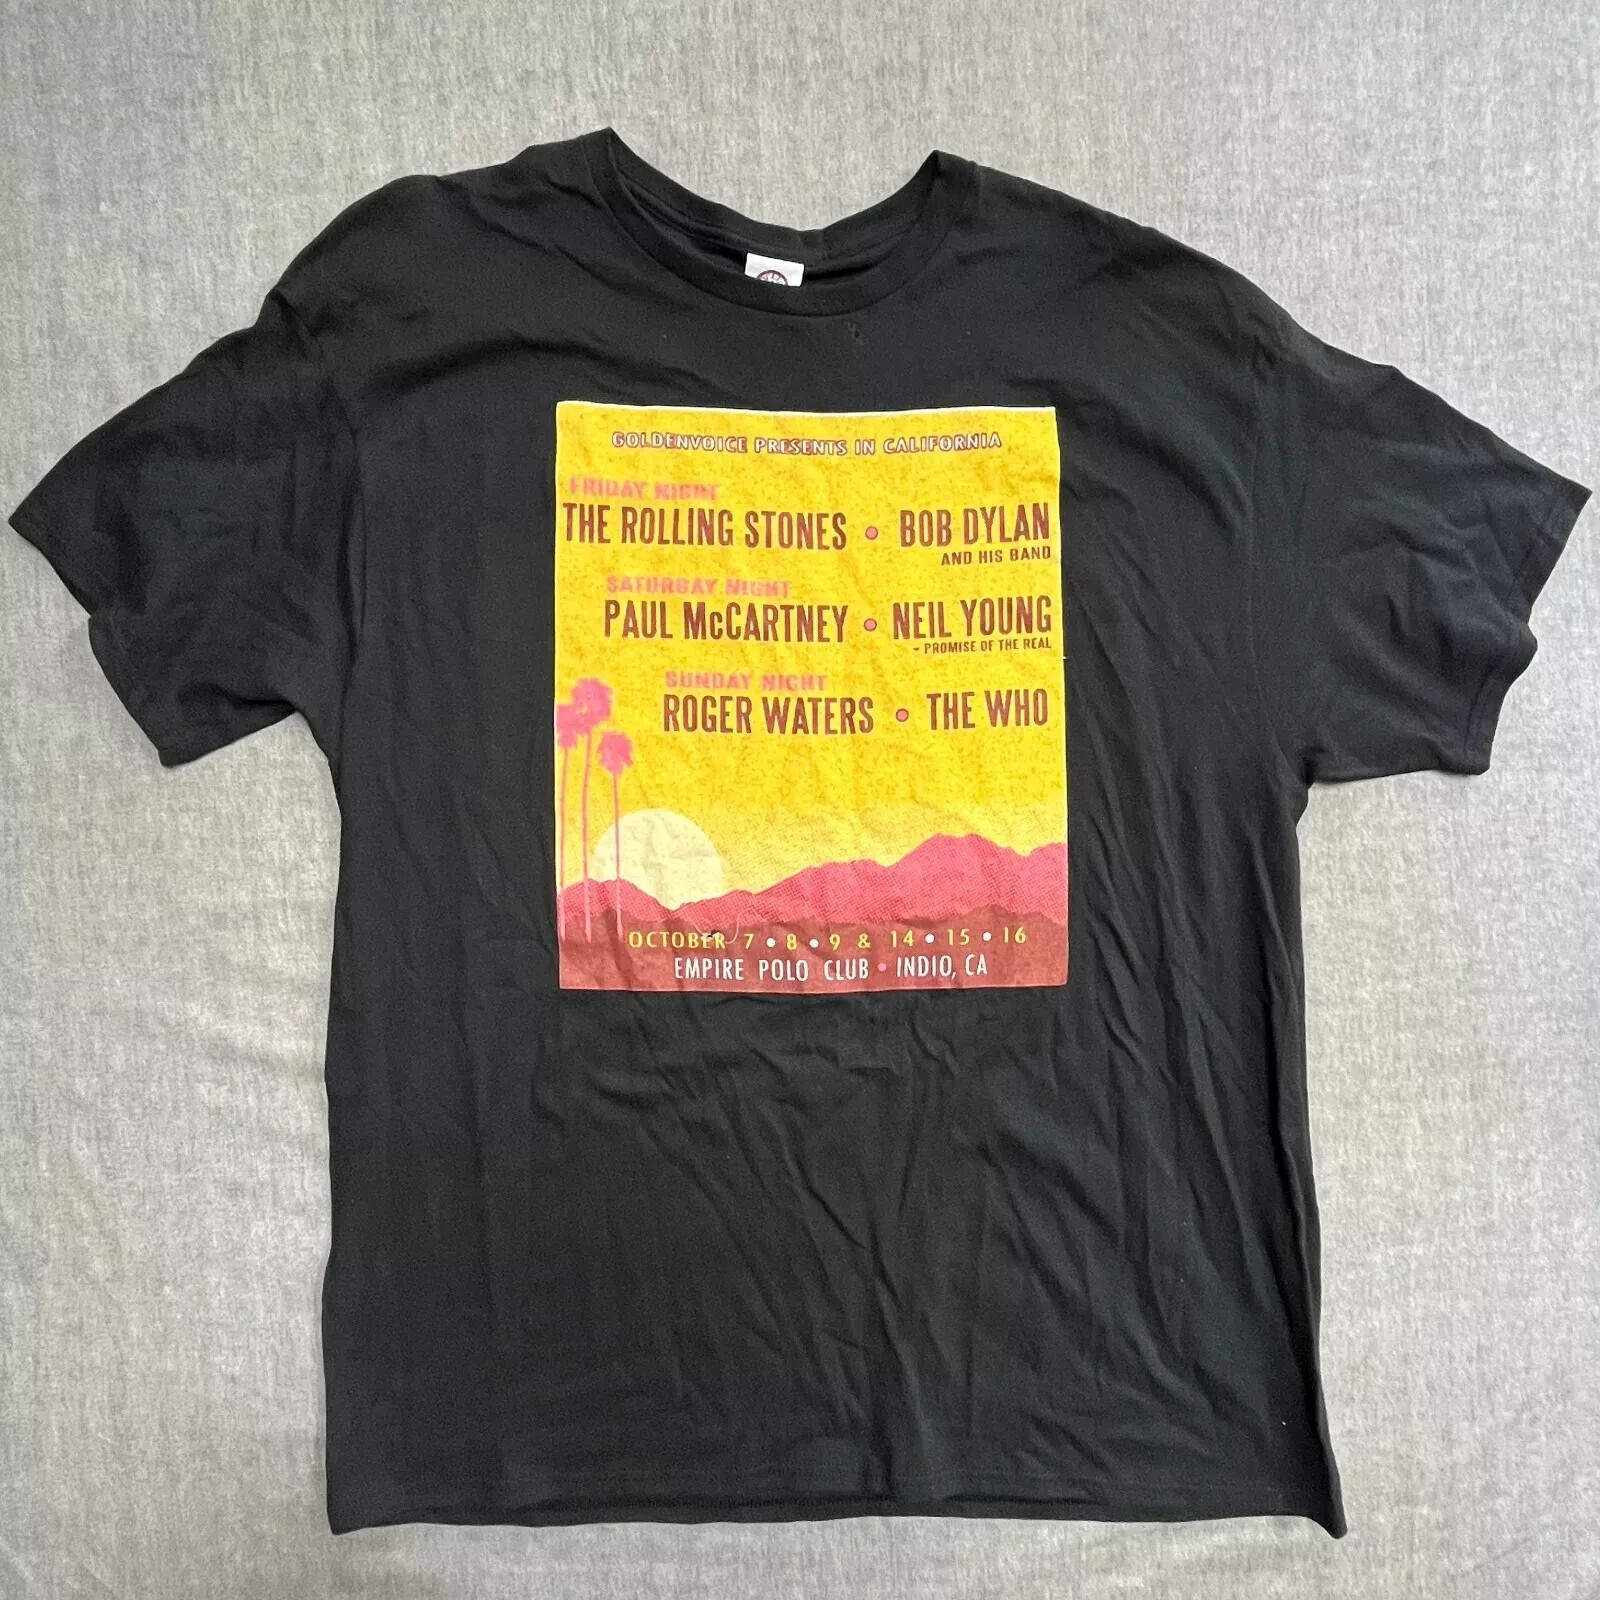 GOLDENVOICE PRESENTS IN CALIFORNIA
FRIDAY NIGHT
THE ROLLING STONES • BOB DYLAN
AND HIS BAND
SATURDAY NIGHT
PAUL McCARTNEY • NEIL YOUNG
- PROMISE OF THE REAL
SUNDAY NIGHT
ROGER WATERS • THE WHO
OCTOBER 7 • 8 • 9 & 14 • 15 • 16
EMPIRE POLO CLUB • INDIO, CA